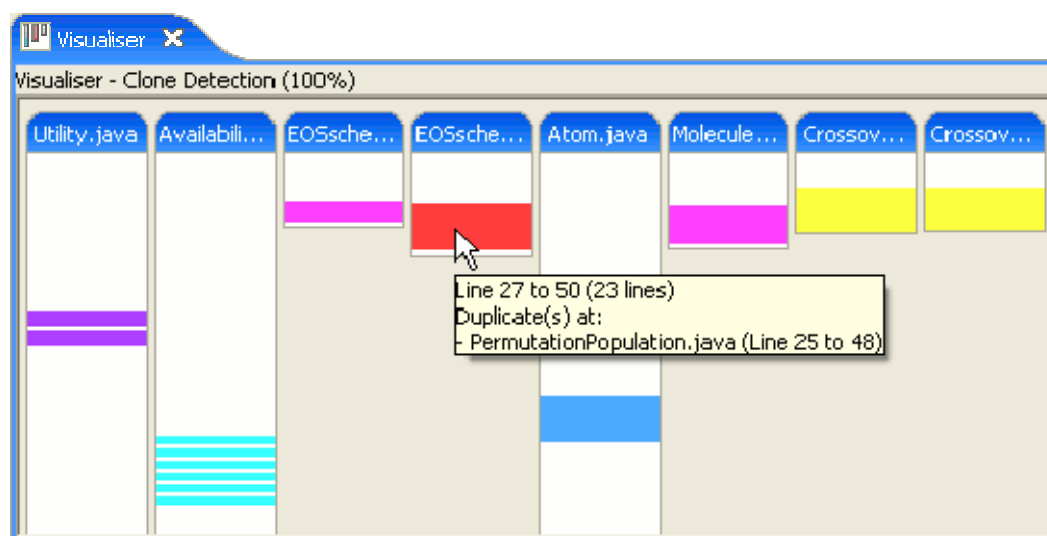 Visualiser
Visualiser - Clone Detection (100%)
Utility.java Availabili... EOSsche... EOSsche... Atom.java Molecule... Crossov... Crossov...
Line 27 to 50 (23 lines)
Duplicate(s) at:
- PermutationPopulation.java (Line 25 to 48)